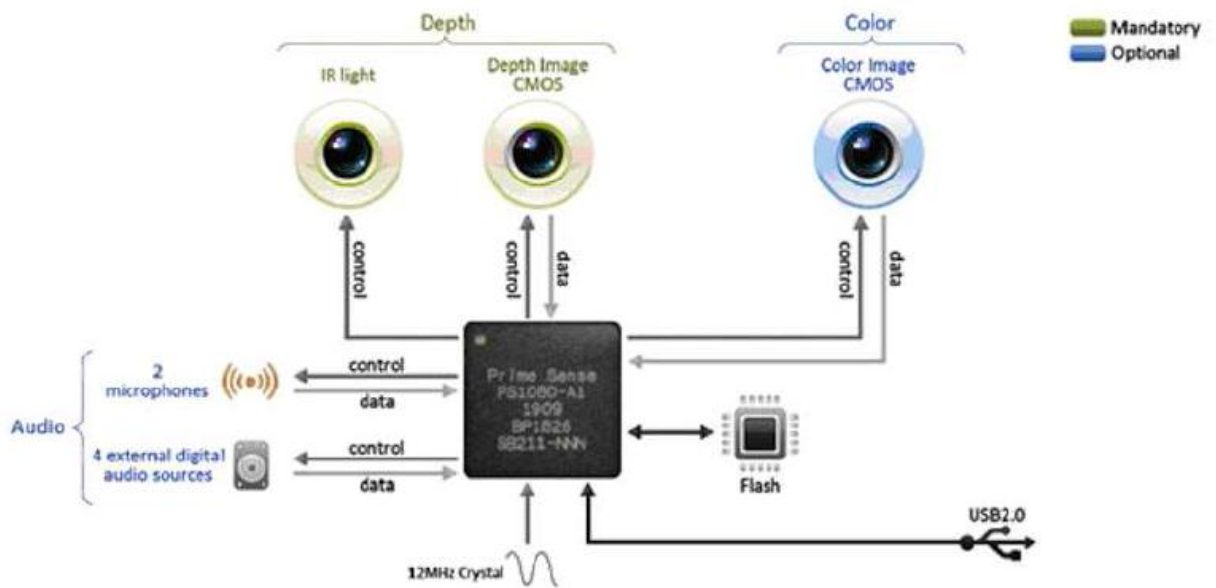 Depth
Color
Mandatory
Optional
IR light
Depth Image
CMOS
Color Image
CMOS
control
control
data
control
data
2
microphones
control
data
Audio
4 external digital
audio sources
control
data
Prime Sense
PS1080-A1
1909
BP1826
SB211-NNN
Flash
USB2.0
12MHz Crystal